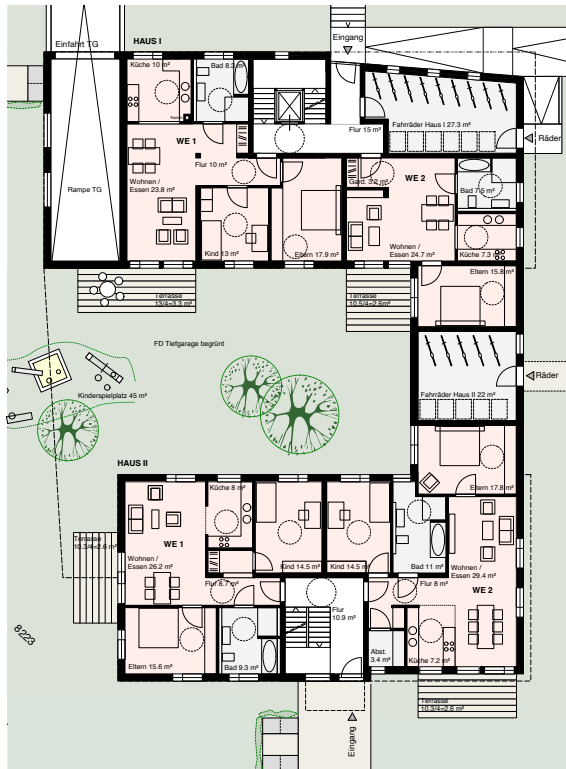 Einfahrt TG
HAUS I
Eingang
Küche 10 m²
Bad 8.3 m²
Fahrräder Haus I 27.3 m²
WE 1
Flur 15 m²
Räder
Flur 10 m²
Gard. 3.2 m²
WE 2
Rampe TG
Wohnen /
Essen 23.8 m²
Bad 7.5 m²
Kind 13 m²
Eltern 17.9 m²
Wohnen /
Essen 24.7 m²
Küche 7.3 m²
Eltern 15.8 m²
Terrasse
13/4=3.3 m²
Terrasse
10.5/4=2.6m²
FD Tiefgarage begrünt
Räder
Kinderspielplatz 45 m²
Fahrräder Haus II 22 m²
HAUS II
Küche 8 m²
Eltern 17.8 m²
Terrasse
10.3/4=2.6 m²
WE 1
Wohnen /
Essen 26.2 m²
Kind 14.5 m²
Kind 14.5 m²
Bad 11 m²
Wohnen /
Essen 29.4 m²
Flur 8.7 m²
Flur
10.9 m²
Flur 8 m²
WE 2
8223
Eltern 15.6 m²
Bad 9.3 m²
Abst.
3.4 m²
Küche 7.2 m²
Terrasse
10.3/4=2.6 m²
Eingang